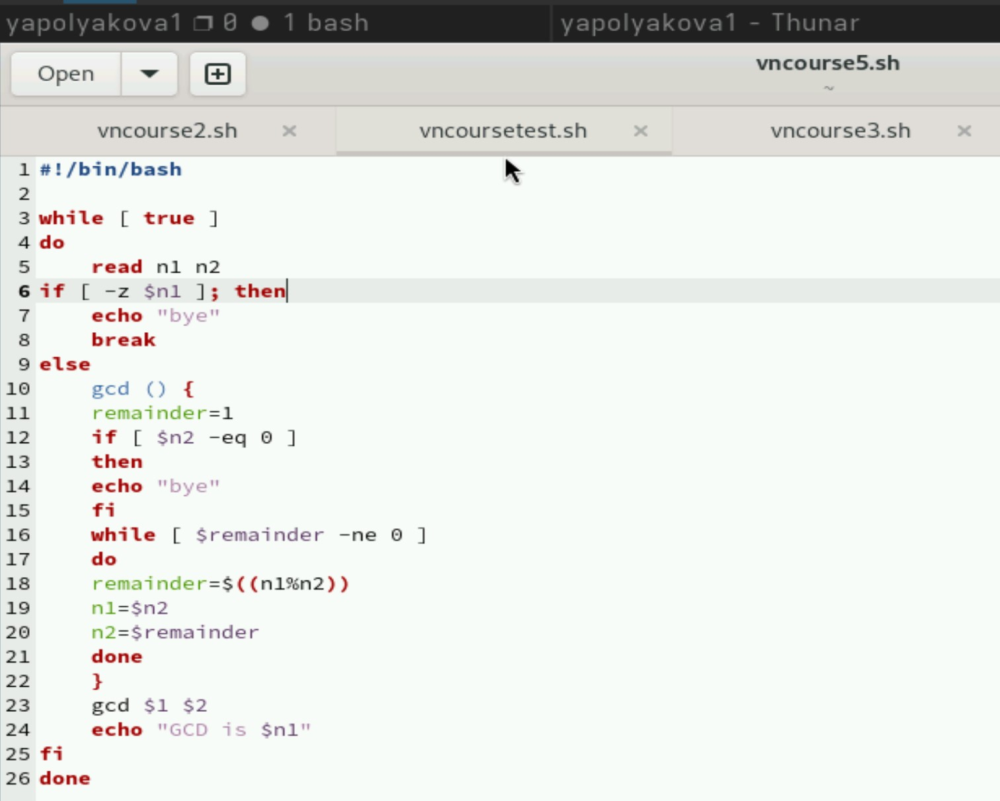 yapolyakova1 0 1 bash
yapolyakova1 - Thunar
Open
vncourse5.sh
~
vncourse2.sh × vncoursetest.sh × vncourse3.sh ×
1 #!/bin/bash
2
3 while [ true ]
4 do
5     read n1 n2
6 if [ -z $n1 ]; then
7     echo "bye"
8     break
9 else
10     gcd () {
11     remainder=1
12     if [ $n2 -eq 0 ]
13     then
14     echo "bye"
15     fi
16     while [ $remainder -ne 0 ]
17     do
18     remainder=$((n1%n2))
19     n1=$n2
20     n2=$remainder
21     done
22     }
23     gcd $1 $2
24     echo "GCD is $n1"
25 fi
26 done